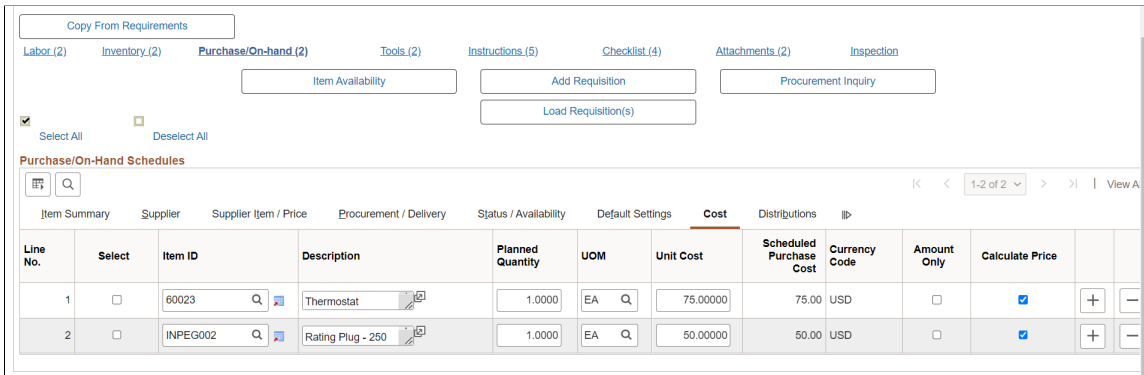 Copy From Requirements
Labor (2) Inventory (2) Purchase/On-hand (2) Tools (2) Instructions (5) Checklist (4) Attachments (2) Inspection
Item Availability Add Requisition Procurement Inquiry
Load Requisition(s)
Select All Deselect All
Purchase/On-Hand Schedules
1-2 of 2 View A
Item Summary Supplier Supplier Item / Price Procurement / Delivery Status / Availability Default Settings Cost Distributions
Line No. Select Item ID Description Planned Quantity UOM Unit Cost Scheduled Purchase Cost Currency Code Amount Only Calculate Price
1 60023 Thermostat 1.0000 EA 75.00000 75.00 USD
2 INPEG002 Rating Plug - 250 1.0000 EA 50.00000 50.00 USD